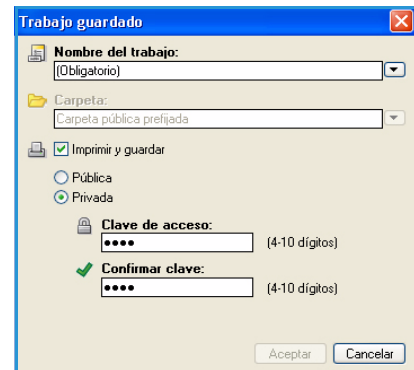 Trabajo guardado
Nombre del trabajo:
(Obligatorio)
Carpeta:
Carpeta pública prefijada
Imprimir y guardar
Pública
Privada
Clave de acceso:
●●●● (4-10 dígitos)
Confirmar clave:
●●●● (4-10 dígitos)
Aceptar Cancelar